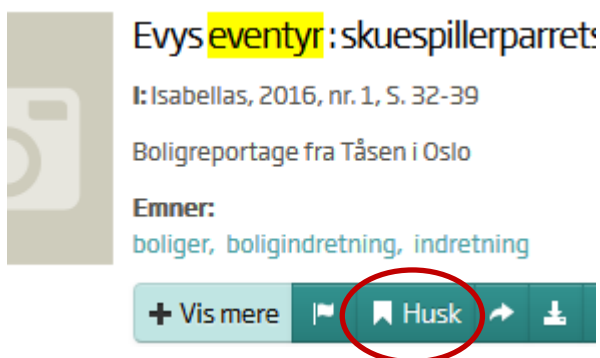 Evys eventyr : skuespillerparrets
I: Isabellas, 2016, nr. 1, S. 32-39
Boligreportage fra Tåsen i Oslo
Emner:
boliger, boligindretning, indretning
+ Vis mere Husk